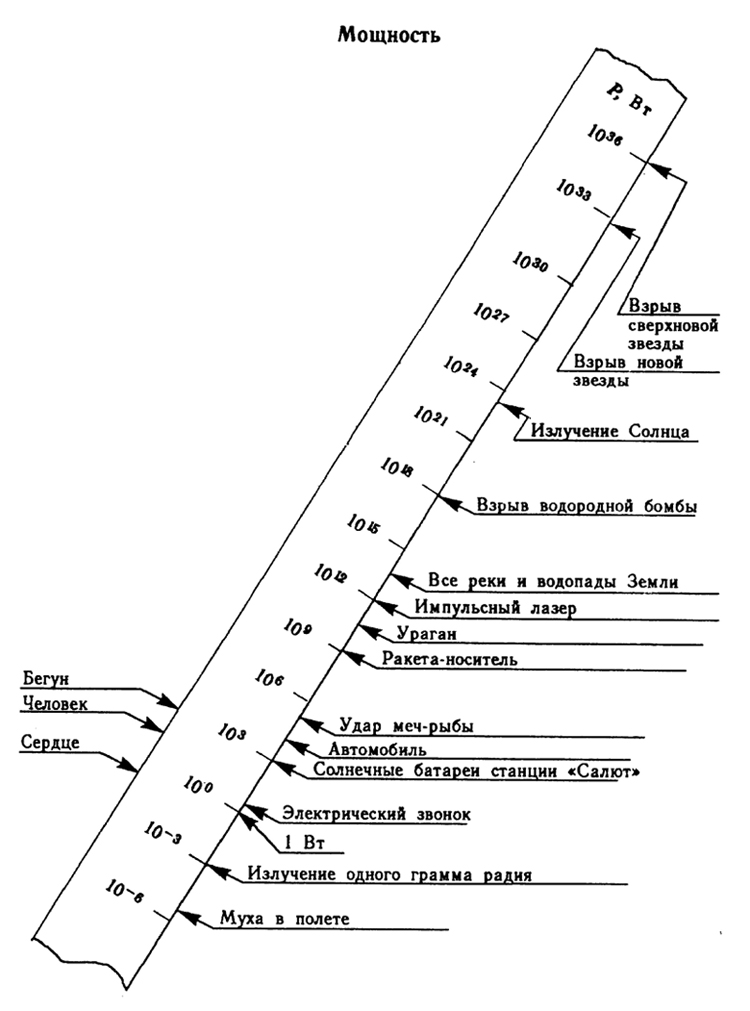 Мощность
P, Вт
10³⁶
10³³
10³⁰
10²⁷
10²⁴
10²¹
10¹⁸
10¹⁵
10¹²
10⁹
10⁶
10³
10⁰
10⁻³
10⁻⁶
Взрыв
сверхновой
звезды
Взрыв новой
звезды
Излучение Солнца
Взрыв водородной бомбы
Все реки и водопады Земли
Импульсный лазер
Ураган
Ракета-носитель
Бегун
Человек
Сердце
Удар меч-рыбы
Автомобиль
Солнечные батареи станции «Салют»
Электрический звонок
1 Вт
Излучение одного грамма радия
Муха в полете